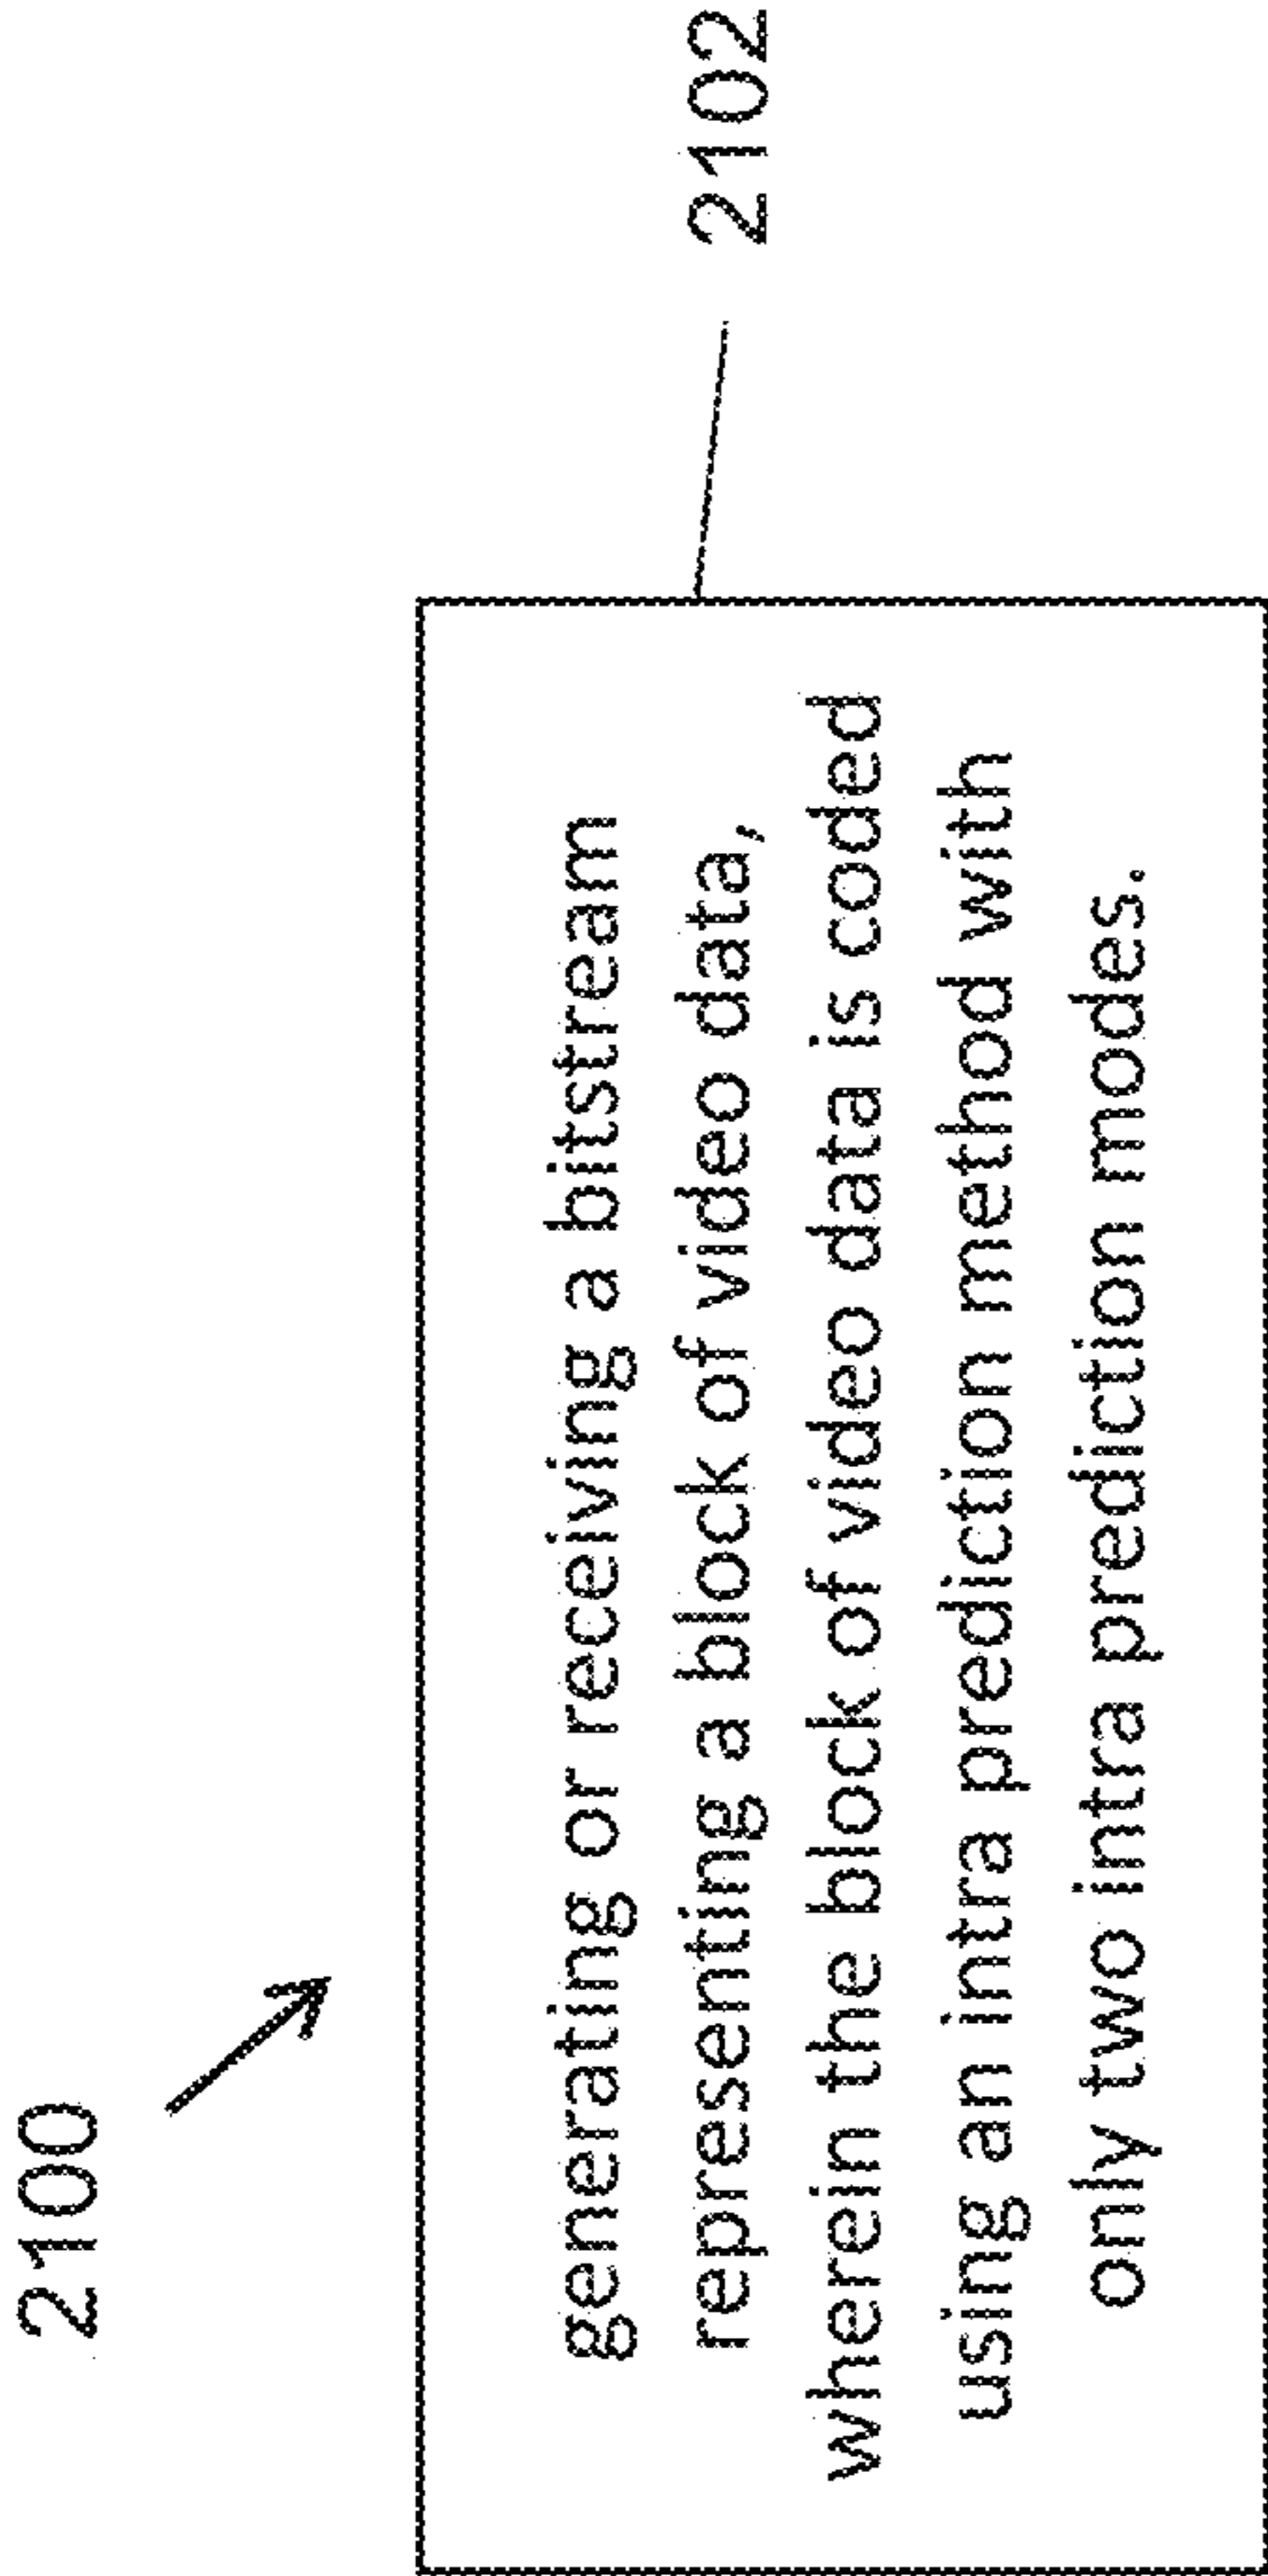 2100
generating or receiving a bitstream
representing a block of video data,
wherein the block of video data is coded
using an intra prediction method with
only two intra prediction modes.
2102